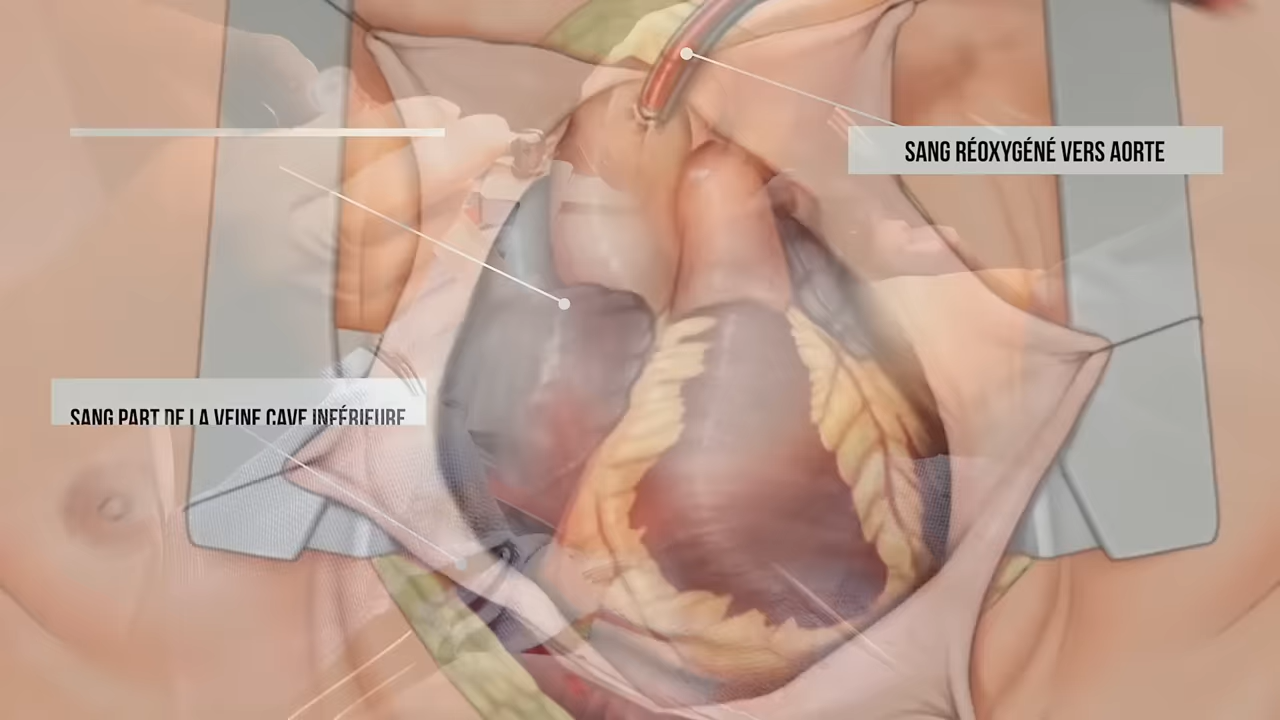 SANG RÉOXYGÉNÉ VERS AORTE
SANG PART DE LA VEINE CAVE INFÉRIEURE